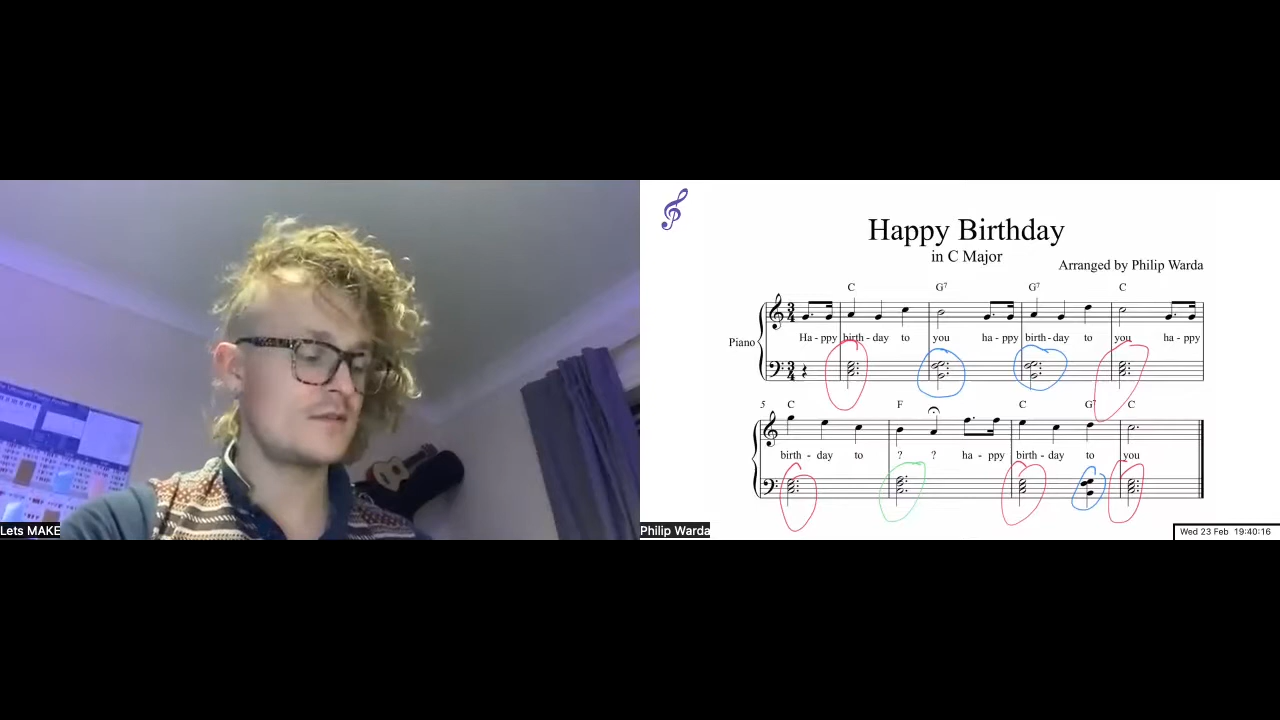 Happy Birthday
in C Major
Arranged by Philip Warda
C G7 G7 C
Piano
Ha - ppy birth - day to you ha - ppy birth - day to you ha - ppy
5 C F C G7 C
birth - day to ? ? ha - ppy birth - day to you
Lets MAKE
Philip Warda
Wed 23 Feb 19:40:16